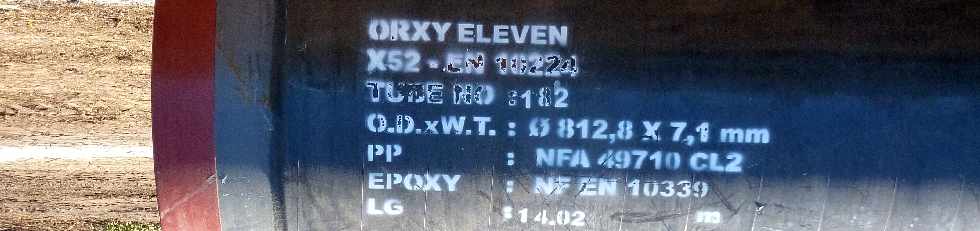 ORXY ELEVEN
X52 - EN 10224
TUBE NO : 182
O.D.xW.T. : Ø 812,8 X 7,1 mm
PP : NFA 49710 CL2
EPOXY : NF EN 10339
LG : 14.02 m